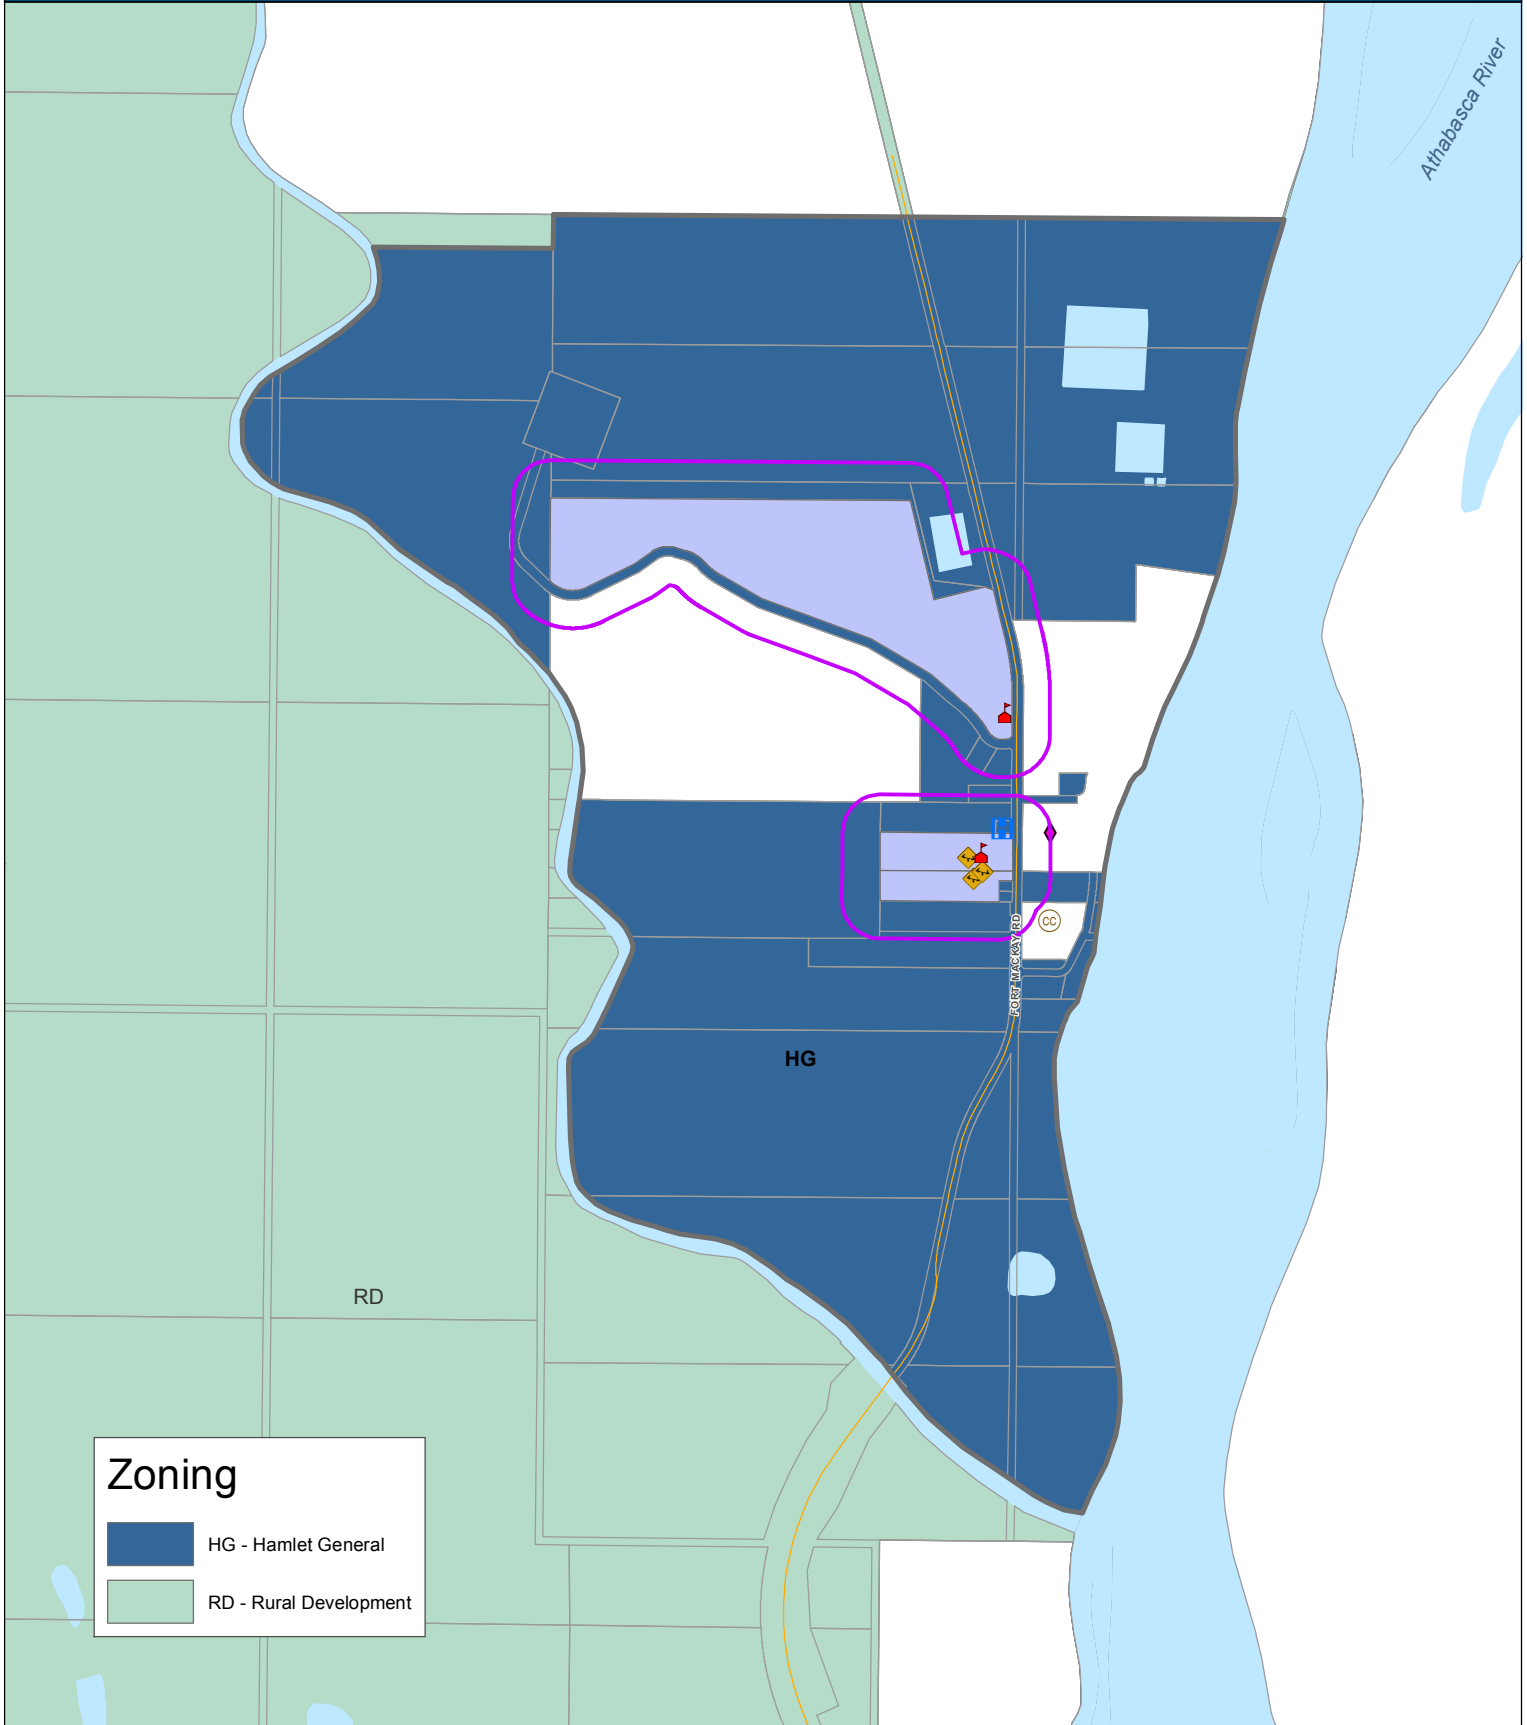 Athabasca River
CC
FORT MACKAY RD
HG
RD
Zoning
HG - Hamlet General
RD - Rural Development